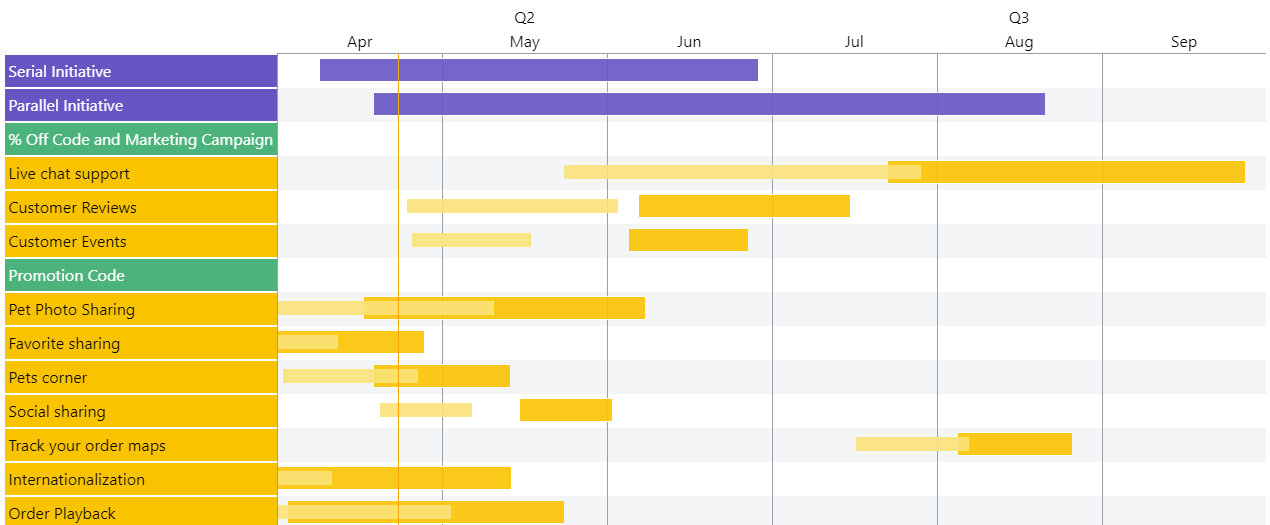 Q2 Q3
Apr May Jun Jul Aug Sep
Serial Initiative
Parallel Initiative
% Off Code and Marketing Campaign
Live chat support
Customer Reviews
Customer Events
Promotion Code
Pet Photo Sharing
Favorite sharing
Pets corner
Social sharing
Track your order maps
Internationalization
Order Playback